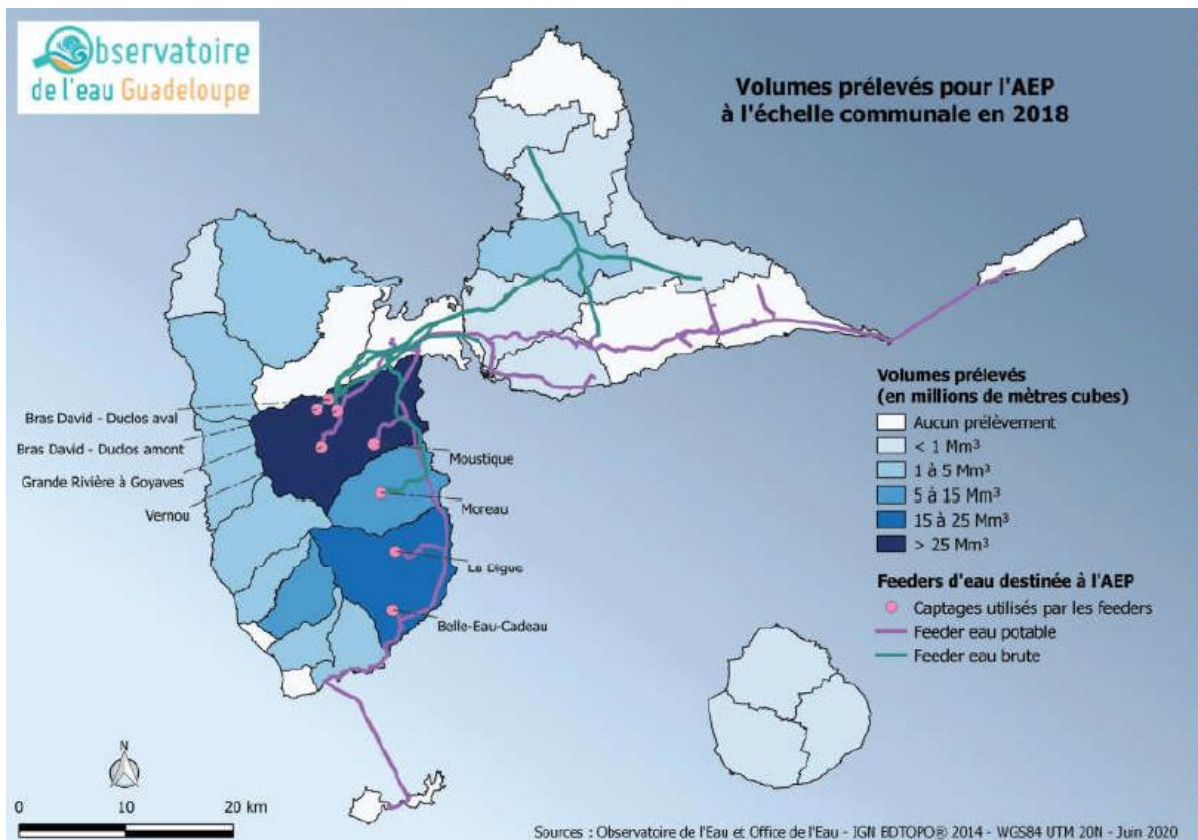 Observatoire
de l'eau Guadeloupe
Volumes prélevés pour l'AEP
à l'échelle communale en 2018
Bras David - Duclos aval
Bras David - Duclos amont
Grande Rivière à Goyaves
Vernou
Moustique
Moreau
La Digue
Belle-Eau-Cadeau
Volumes prélevés
(en millions de mètres cubes)
Aucun prélèvement
< 1 Mm³
1 à 5 Mm³
5 à 15 Mm³
15 à 25 Mm³
> 25 Mm³
Feeders d'eau destinée à l'AEP
Captages utilisés par les feeders
Feeder eau potable
Feeder eau brute
N
0 10 20 km
Sources : Observatoire de l'Eau et Office de l'Eau - IGN BDTOPO® 2014 - WGS84 UTM 20N - Juin 2020